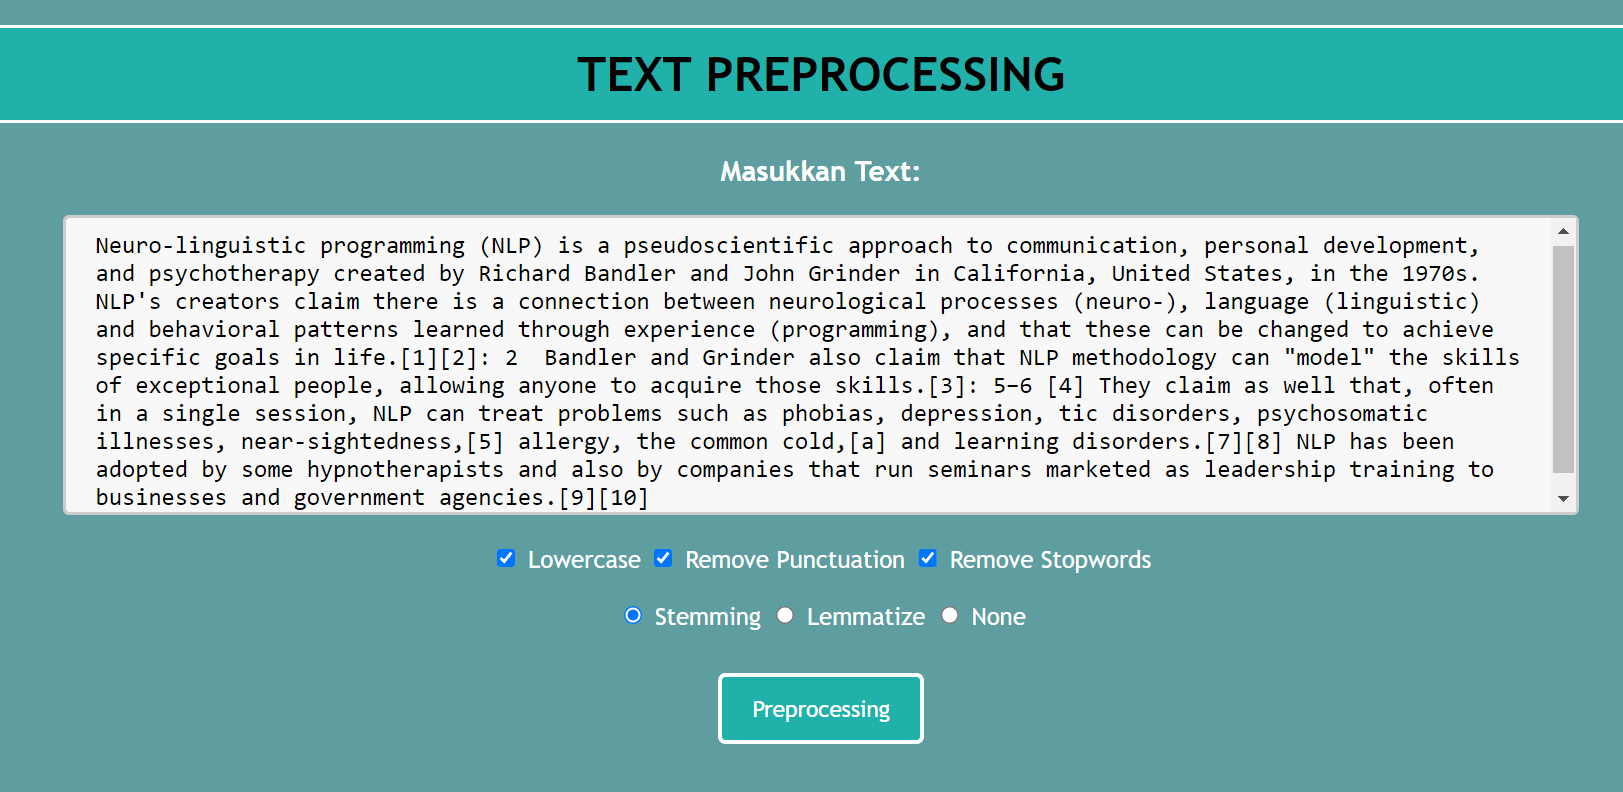 TEXT PREPROCESSING
Masukkan Text:
Neuro-linguistic programming (NLP) is a pseudoscientific approach to communication, personal development,
and psychotherapy created by Richard Bandler and John Grinder in California, United States, in the 1970s.
NLP's creators claim there is a connection between neurological processes (neuro-), language (linguistic)
and behavioral patterns learned through experience (programming), and that these can be changed to achieve
specific goals in life.[1][2]: 2  Bandler and Grinder also claim that NLP methodology can "model" the skills
of exceptional people, allowing anyone to acquire those skills.[3]: 5–6 [4] They claim as well that, often
in a single session, NLP can treat problems such as phobias, depression, tic disorders, psychosomatic
illnesses, near-sightedness,[5] allergy, the common cold,[a] and learning disorders.[7][8] NLP has been
adopted by some hypnotherapists and also by companies that run seminars marketed as leadership training to
businesses and government agencies.[9][10]
Lowercase Remove Punctuation Remove Stopwords
Stemming Lemmatize None
Preprocessing